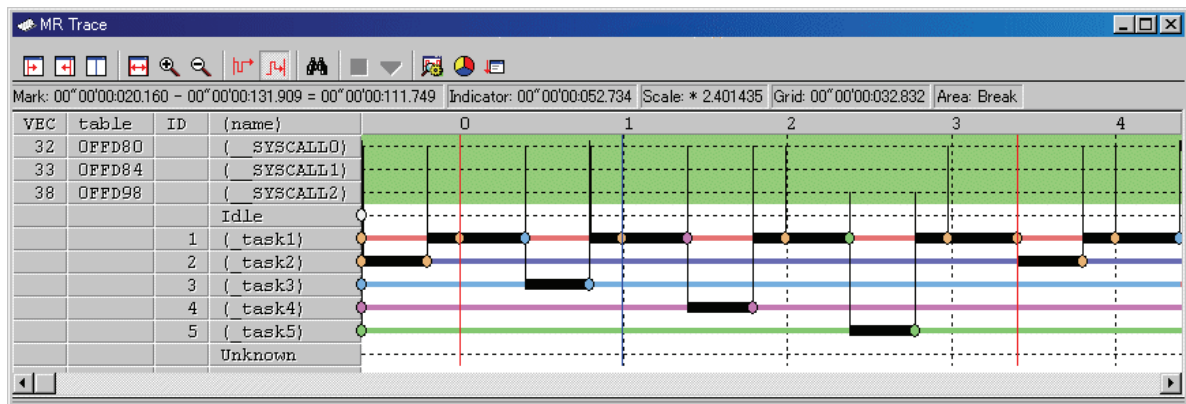 MR Trace
Mark: 00"00'00:020.160 - 00"00'00:131.909 = 00"00'00:111.749 Indicator: 00"00'00:052.734 Scale: * 2.401435 Grid: 00"00'00:032.832 Area: Break
VEC table ID (name) 0 1 2 3 4
32 0FFD80 (__SYSCALL0)
33 0FFD84 (__SYSCALL1)
38 0FFD98 (__SYSCALL2)
Idle
1 (_task1)
2 (_task2)
3 (_task3)
4 (_task4)
5 (_task5)
Unknown